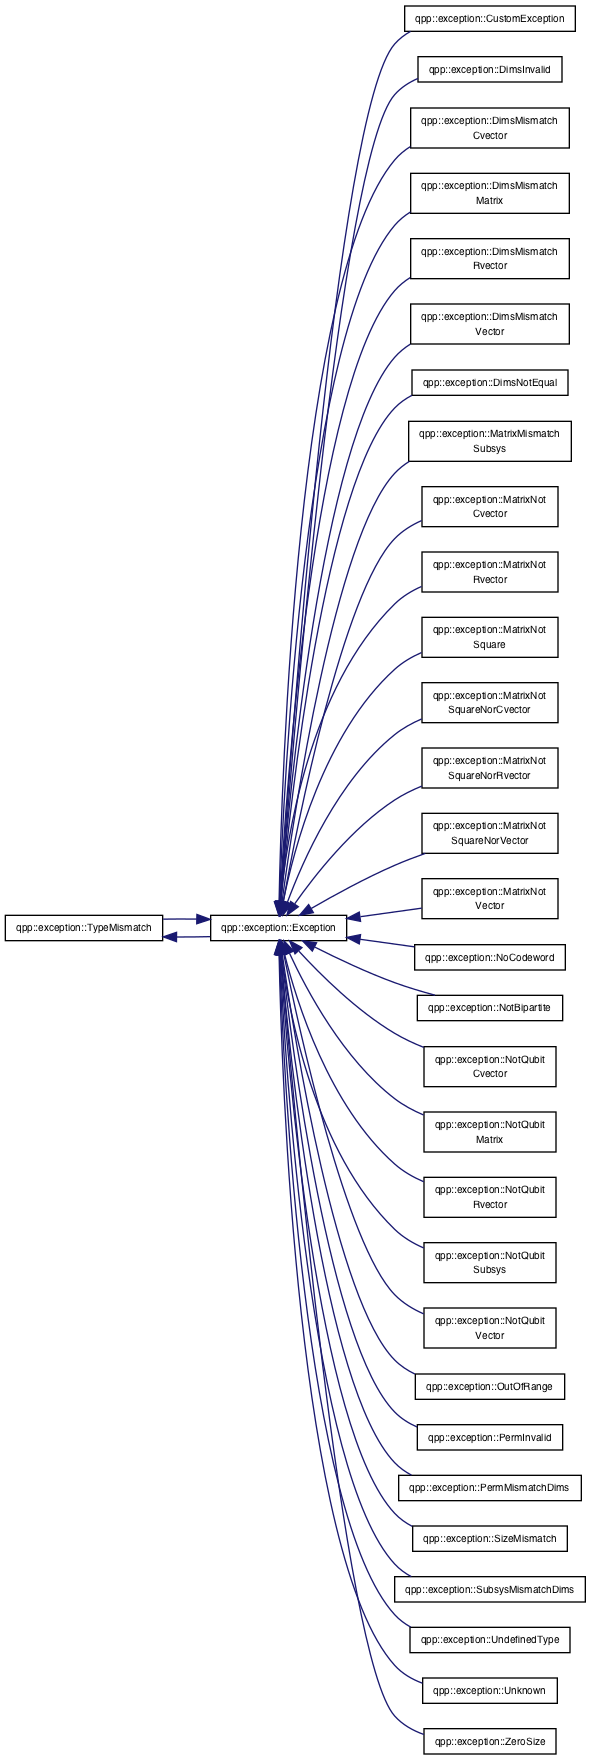 qpp::exception::CustomException
qpp::exception::DimsInvalid
qpp::exception::DimsMismatch
Cvector
qpp::exception::DimsMismatch
Matrix
qpp::exception::DimsMismatch
Rvector
qpp::exception::DimsMismatch
Vector
qpp::exception::DimsNotEqual
qpp::exception::MatrixMismatch
Subsys
qpp::exception::MatrixNot
Cvector
qpp::exception::MatrixNot
Rvector
qpp::exception::MatrixNot
Square
qpp::exception::MatrixNot
SquareNorCvector
qpp::exception::MatrixNot
SquareNorRvector
qpp::exception::MatrixNot
SquareNorVector
qpp::exception::MatrixNot
Vector
qpp::exception::TypeMismatch
qpp::exception::Exception
qpp::exception::NoCodeword
qpp::exception::NotBipartite
qpp::exception::NotQubit
Cvector
qpp::exception::NotQubit
Matrix
qpp::exception::NotQubit
Rvector
qpp::exception::NotQubit
Subsys
qpp::exception::NotQubit
Vector
qpp::exception::OutOfRange
qpp::exception::PermInvalid
qpp::exception::PermMismatchDims
qpp::exception::SizeMismatch
qpp::exception::SubsysMismatchDims
qpp::exception::UndefinedType
qpp::exception::Unknown
qpp::exception::ZeroSize